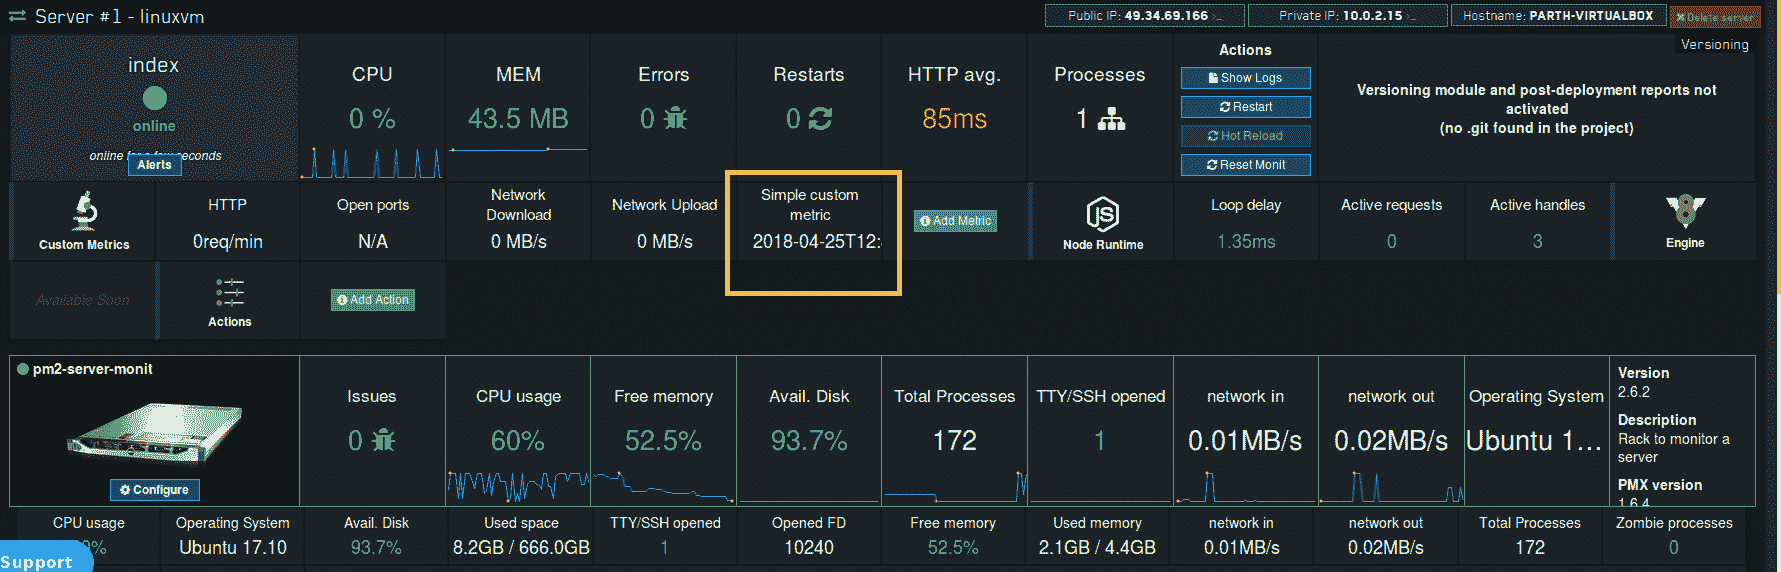 Server #1 - linuxvm
Public IP: 49.34.69.166 >_
Private IP: 10.0.2.15 >_
Hostname: PARTH-VIRTUALBOX
Delete server
Versioning
index
online
online for a few seconds
Alerts
CPU
0 %
MEM
43.5 MB
Errors
0
Restarts
0
HTTP avg.
85ms
Processes
1
Actions
Show Logs
Restart
Hot Reload
Reset Monit
Versioning module and post-deployment reports not
activated
(no .git found in the project)
Custom Metrics
HTTP
0req/min
Open ports
N/A
Network
Download
0 MB/s
Network Upload
0 MB/s
Simple custom
metric
2018-04-25T12:
Add Metric
JS
Node Runtime
Loop delay
1.35ms
Active requests
0
Active handles
3
8
Engine
Available Soon
Actions
Add Action
pm2-server-monit
Configure
Issues
0
CPU usage
60%
Free memory
52.5%
Avail. Disk
93.7%
Total Processes
172
TTY/SSH opened
1
network in
0.01MB/s
network out
0.02MB/s
Operating System
Ubuntu 1...
Version
2.6.2
Description
Rack to monitor a
server
PMX version
1.6.4
CPU usage
0%
Operating System
Ubuntu 17.10
Avail. Disk
93.7%
Used space
8.2GB / 666.0GB
TTY/SSH opened
1
Opened FD
10240
Free memory
52.5%
Used memory
2.1GB / 4.4GB
network in
0.01MB/s
network out
0.02MB/s
Total Processes
172
Zombie processes
0
Support